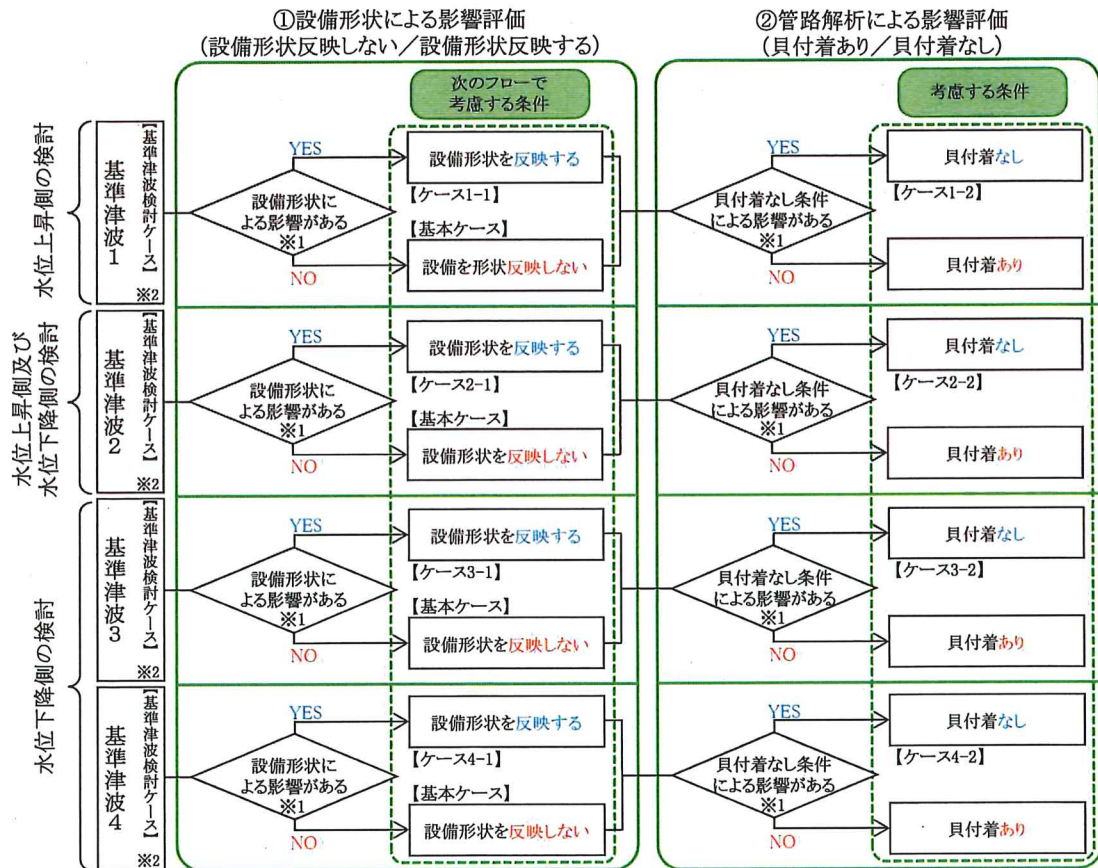 ①設備形状による影響評価
(設備形状反映しない／設備形状反映する)
②管路解析による影響評価
(貝付着あり／貝付着なし)
次のフローで
考慮する条件
考慮する条件
水位上昇側の検討
基準津波1
【基準津波検討ケース】
※2
設備形状に
よる影響がある
※1
YES
NO
設備形状を反映する
【ケース1-1】
【基本ケース】
設備を形状反映しない
貝付着なし条件
による影響がある
※1
YES
NO
貝付着なし
【ケース1-2】
貝付着あり
水位上昇側及び
水位下降側の検討
基準津波2
【基準津波検討ケース】
※2
設備形状に
よる影響がある
※1
YES
NO
設備形状を反映する
【ケース2-1】
【基本ケース】
設備形状を反映しない
貝付着なし条件
による影響がある
※1
YES
NO
貝付着なし
【ケース2-2】
貝付着あり
水位下降側の検討
基準津波3
【基準津波検討ケース】
※2
設備形状に
よる影響がある
※1
YES
NO
設備形状を反映する
【ケース3-1】
【基本ケース】
設備形状を反映しない
貝付着なし条件
による影響がある
※1
YES
NO
貝付着なし
【ケース3-2】
貝付着あり
基準津波4
【基準津波検討ケース】
※2
設備形状に
よる影響がある
※1
YES
NO
設備形状を反映する
【ケース4-1】
【基本ケース】
設備形状を反映しない
貝付着なし条件
による影響がある
※1
YES
NO
貝付着なし
【ケース4-2】
貝付着あり